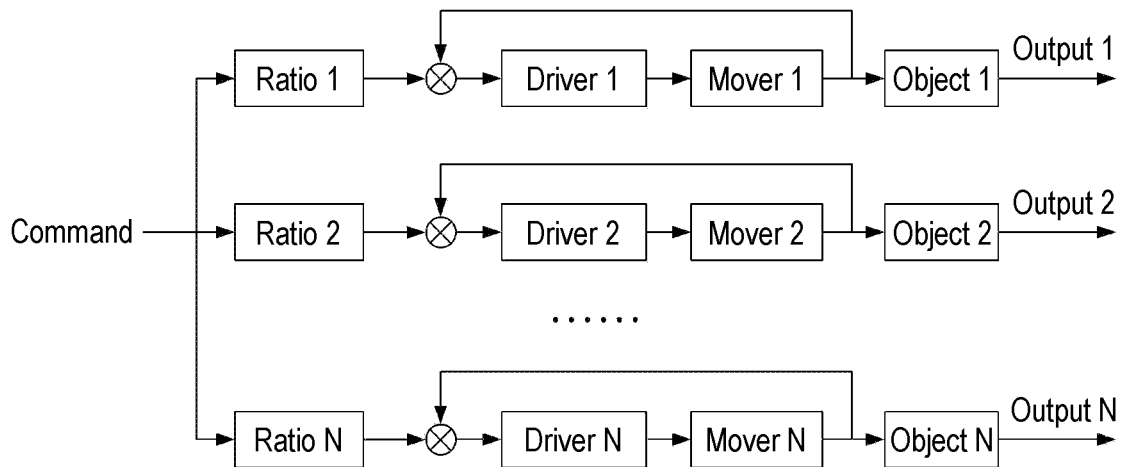 Ratio 1
Driver 1
Mover 1
Object 1
Output 1
Command
Ratio 2
Driver 2
Mover 2
Object 2
Output 2
......
Ratio N
Driver N
Mover N
Object N
Output N